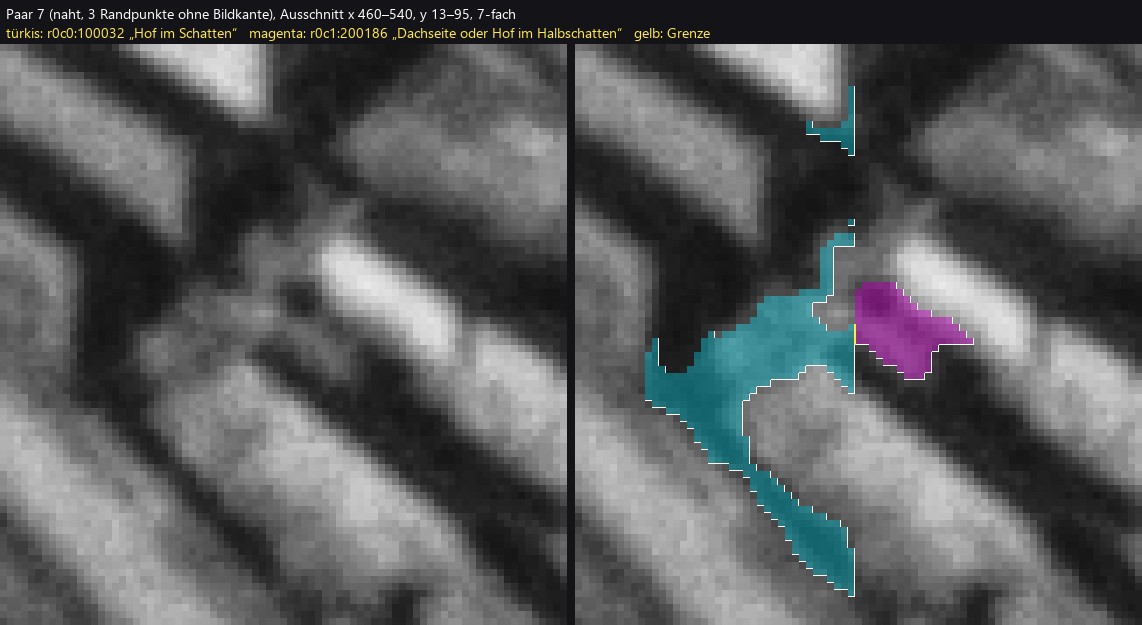 Paar 7 (naht, 3 Randpunkte ohne Bildkante), Ausschnitt x 460–540, y 13–95, 7-fach
türkis: r0c0:100032 „Hof im Schatten“ magenta: r0c1:200186 „Dachseite oder Hof im Halbschatten“ gelb: Grenze